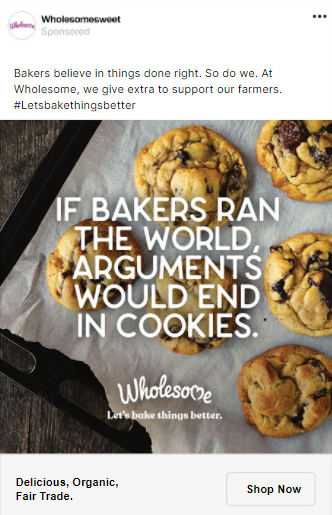 Wholesome
Wholesomesweet
Sponsored
Bakers believe in things done right. So do we. At
Wholesome, we give extra to support our farmers.
#Letsbakethingsbetter
IF BAKERS RAN
THE WORLD,
ARGUMENTS
WOULD END
IN COOKIES.
Wholesome
Let's bake things better.
Delicious, Organic,
Fair Trade.
Shop Now